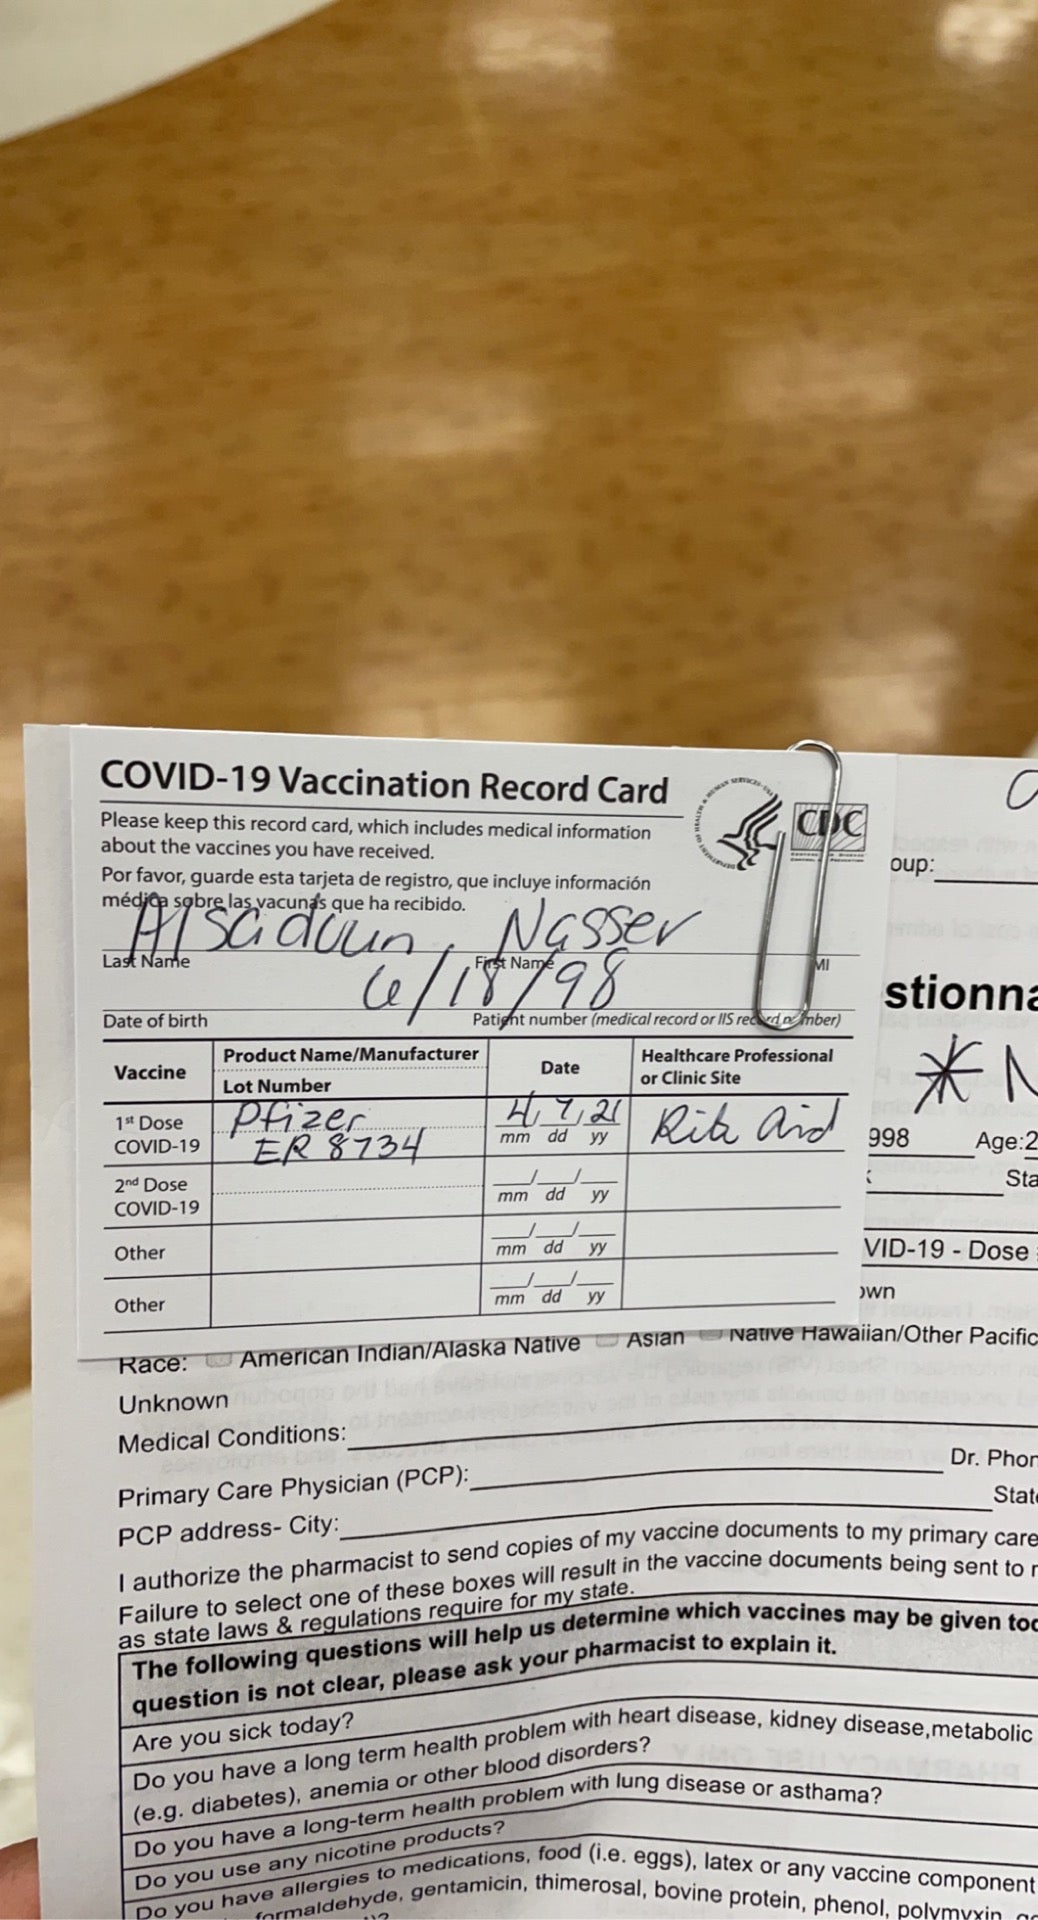 COVID-19 Vaccination Record Card
Please keep this record card, which includes medical information
about the vaccines you have received.
Por favor, guarde esta tarjeta de registro, que incluye información
médica sobre las vacunas que ha recibido.
CDC
Alsadoun, Nasser
Last Name First Name MI
6/18/98
Date of birth Patient number (medical record or IIS record number)
Vaccine Product Name/Manufacturer Date Healthcare Professional
Lot Number or Clinic Site
1st Dose Pfizer 4/7/21 Rite Aid
COVID-19 ER8734 mm dd yy
2nd Dose
COVID-19 mm dd yy
Other mm dd yy
Other mm dd yy
oup:
stionna
*N
998 Age:2
Sta
VID-19 - Dose
own
Race: American Indian/Alaska Native Asian Native Hawaiian/Other Pacific
Unknown
Medical Conditions:
Dr. Phon
Primary Care Physician (PCP):
State
PCP address- City:
I authorize the pharmacist to send copies of my vaccine documents to my primary care
Failure to select one of these boxes will result in the vaccine documents being sent to
as state laws & regulations require for my state.
The following questions will help us determine which vaccines may be given tod
question is not clear, please ask your pharmacist to explain it.
Are you sick today?
Do you have a long term health problem with heart disease, kidney disease,metabolic
(e.g. diabetes), anemia or other blood disorders?
Do you have a long-term health problem with lung disease or asthama?
Do you use any nicotine products?
Do you have allergies to medications, food (i.e. eggs), latex or any vaccine component
formaldehyde, gentamicin, thimerosal, bovine protein, phenol, polymyxin,